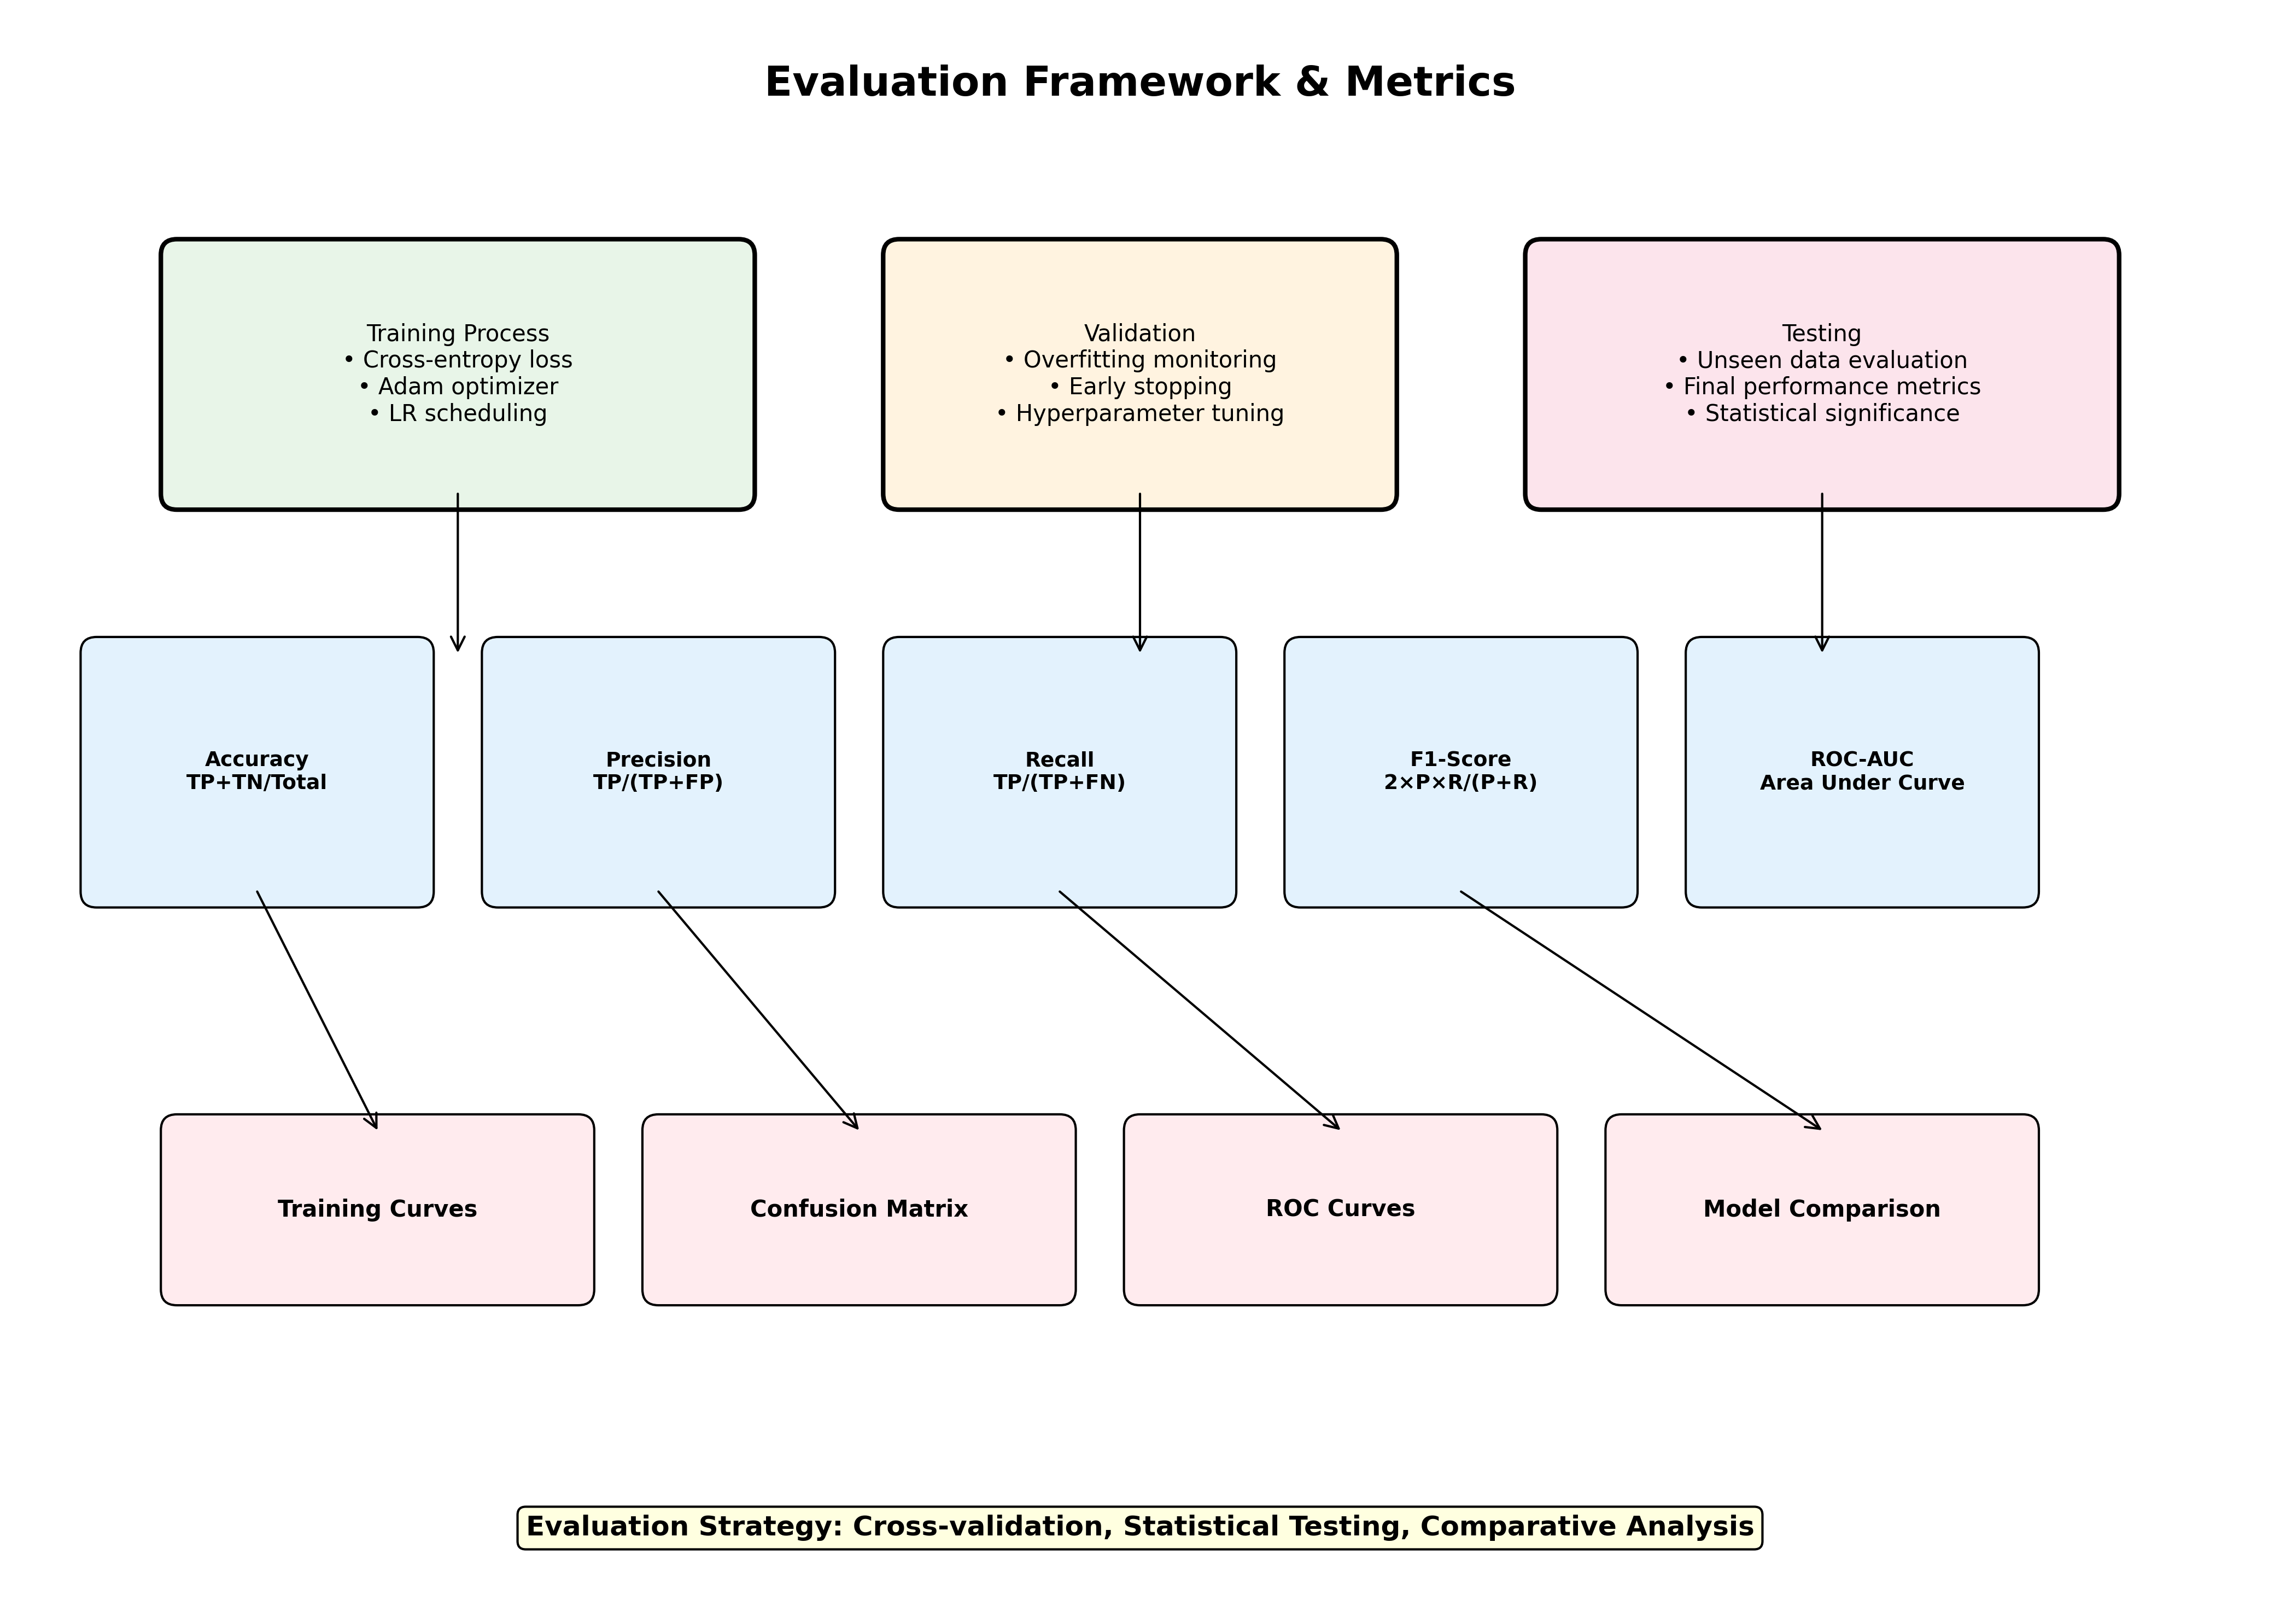 Evaluation Framework & Metrics
Training Process
• Cross-entropy loss
• Adam optimizer
• LR scheduling
Validation
• Overfitting monitoring
• Early stopping
• Hyperparameter tuning
Testing
• Unseen data evaluation
• Final performance metrics
• Statistical significance
Accuracy
TP+TN/Total
Precision
TP/(TP+FP)
Recall
TP/(TP+FN)
F1-Score
2×P×R/(P+R)
ROC-AUC
Area Under Curve
Training Curves
Confusion Matrix
ROC Curves
Model Comparison
Evaluation Strategy: Cross-validation, Statistical Testing, Comparative Analysis